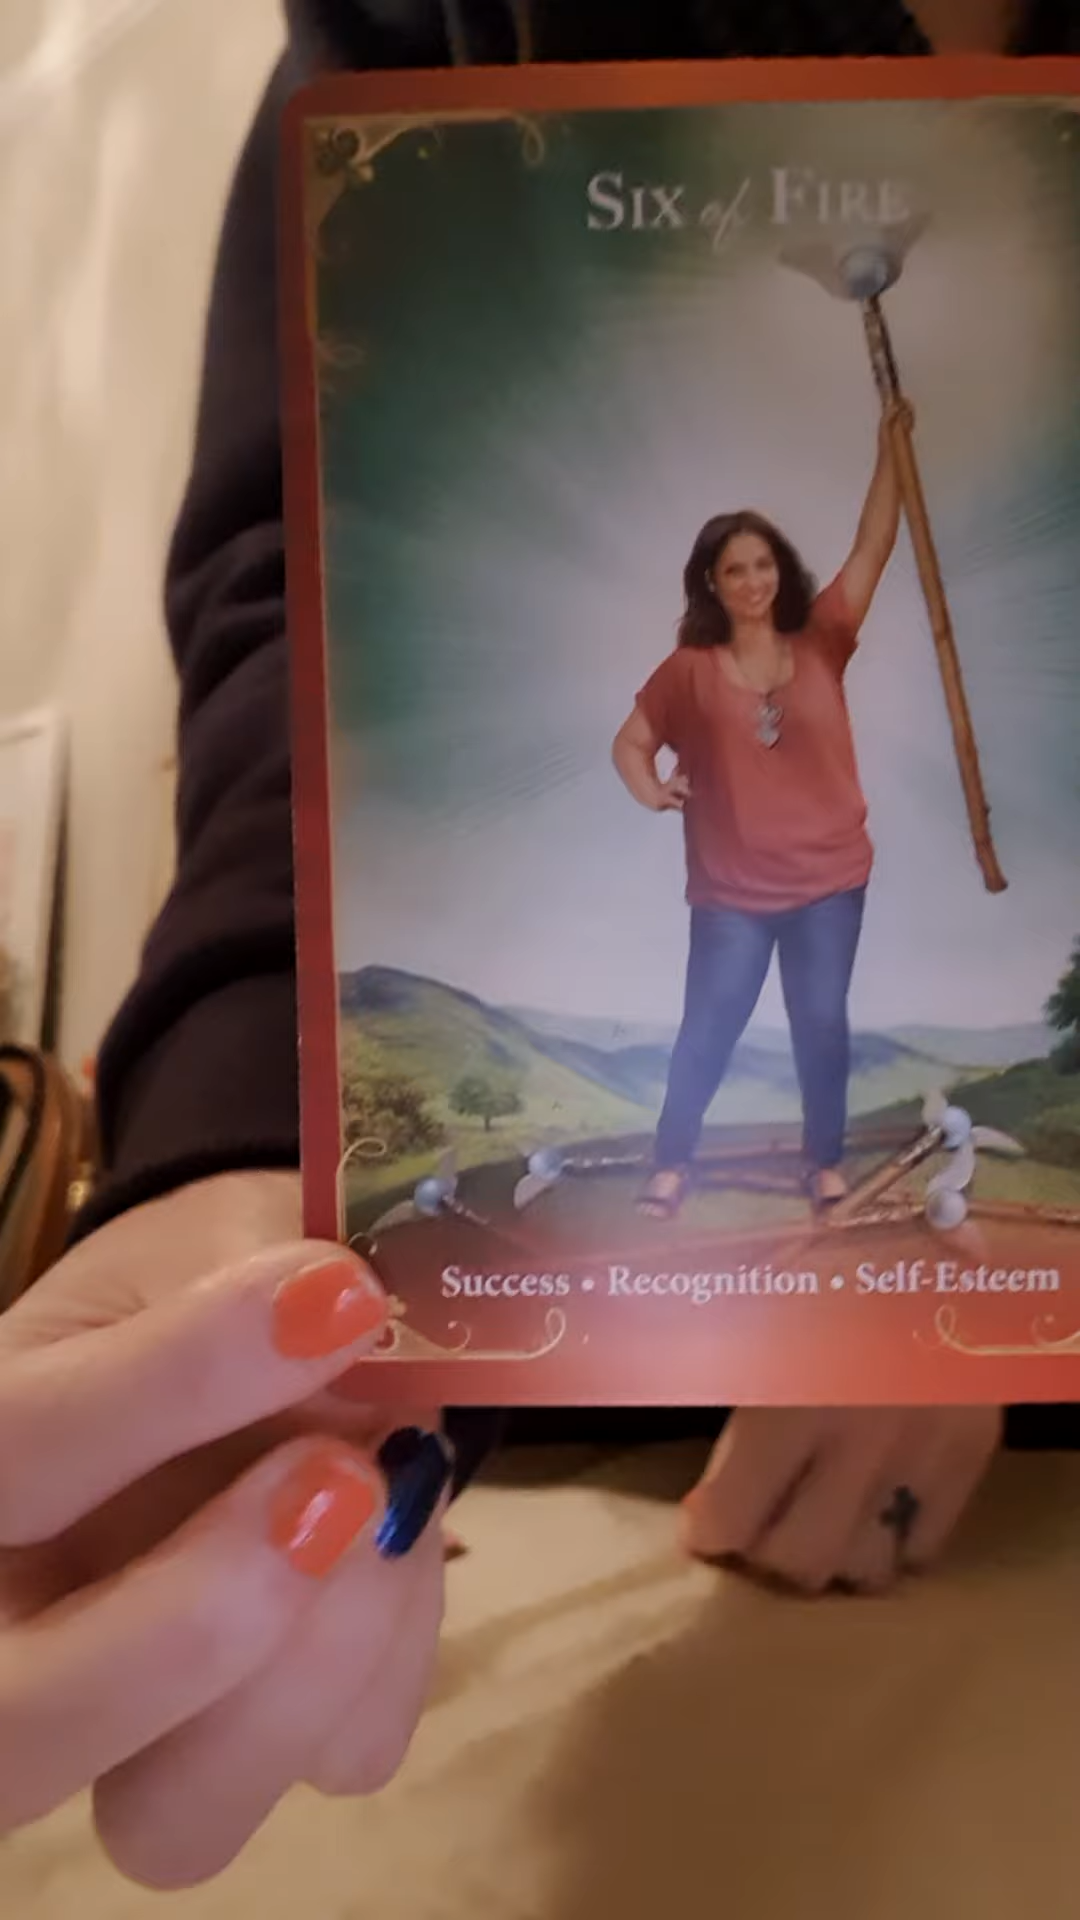 Six of Fire
Success • Recognition • Self-Esteem